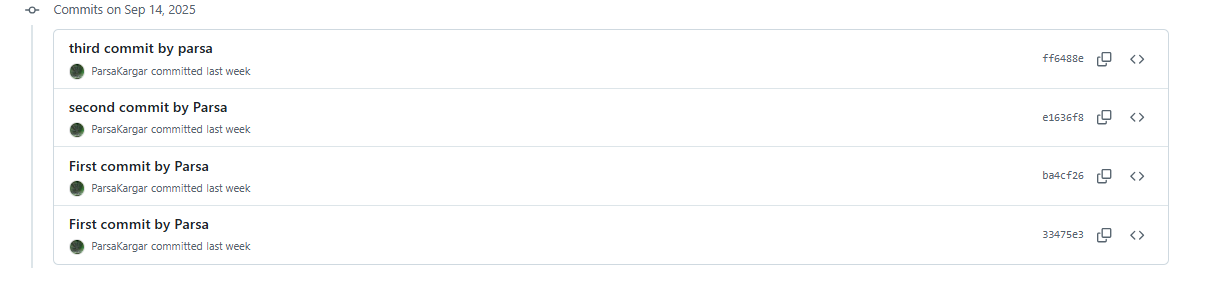 Commits on Sep 14, 2025
third commit by parsa
ff6488e
ParsaKargar committed last week
second commit by Parsa
e1636f8
ParsaKargar committed last week
First commit by Parsa
ba4cf26
ParsaKargar committed last week
First commit by Parsa
33475e3
ParsaKargar committed last week